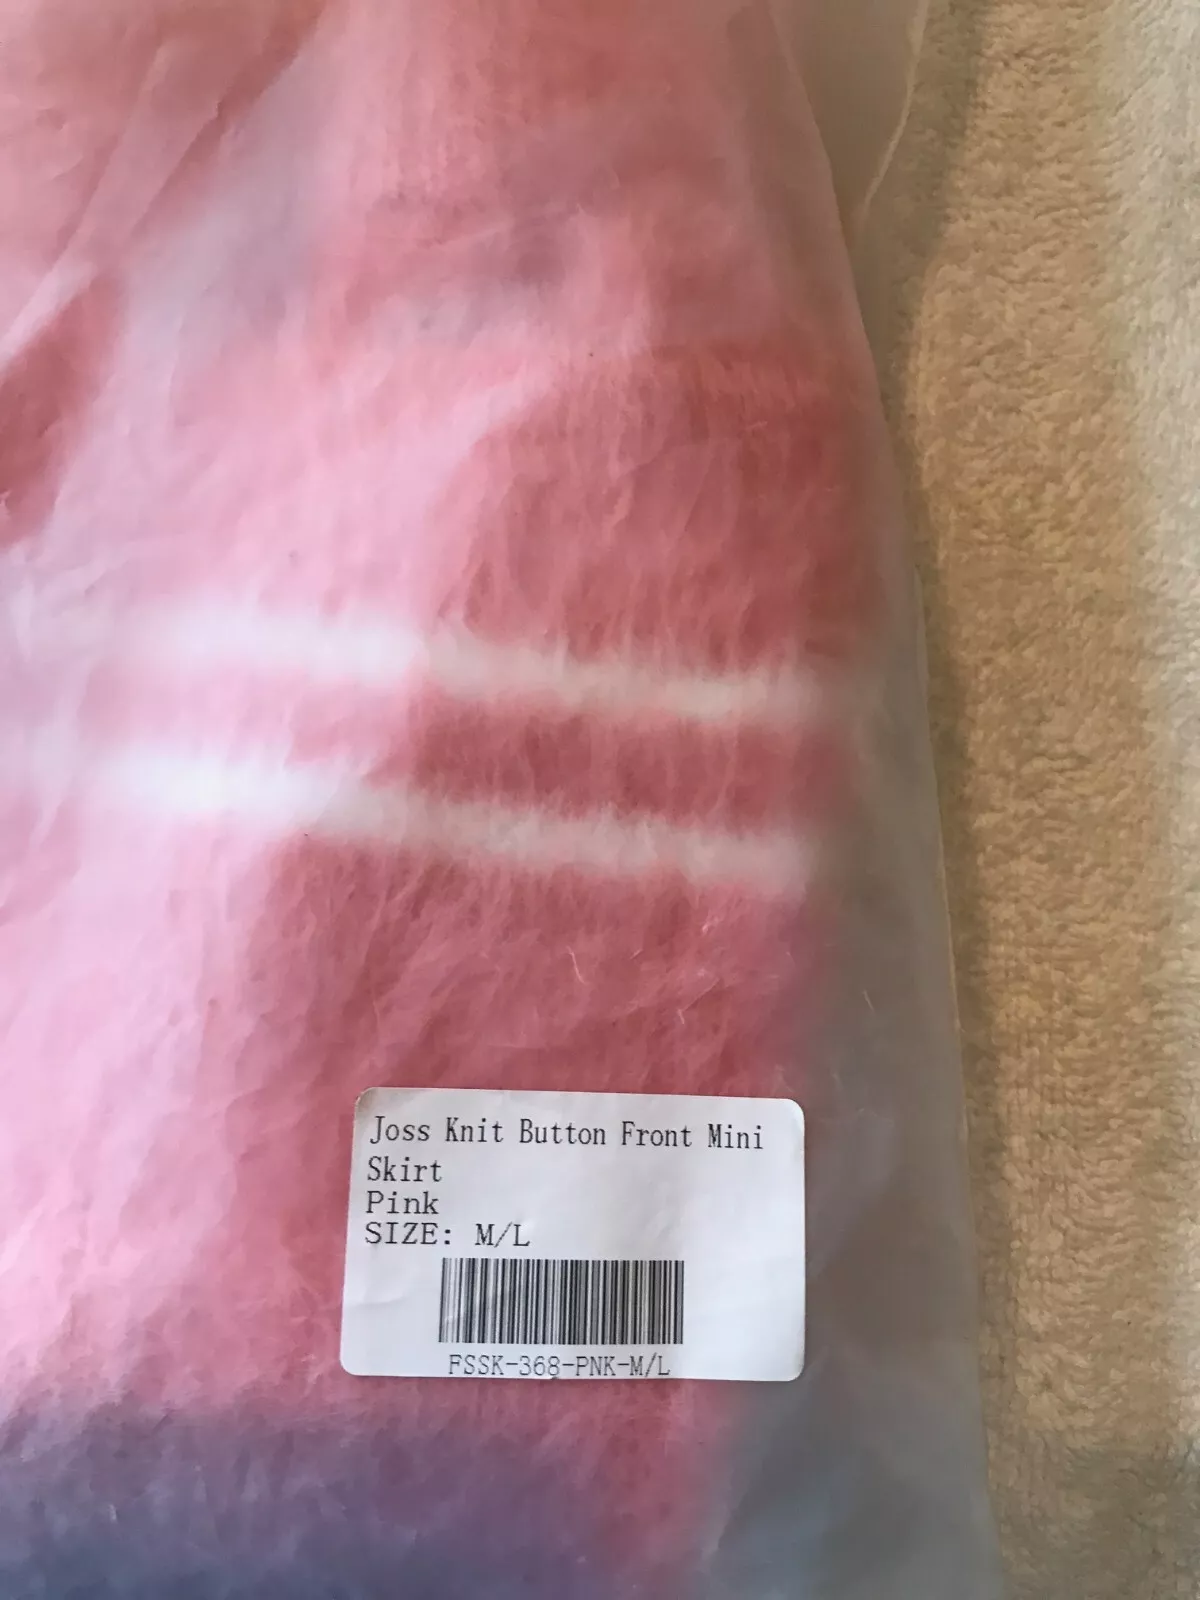 Joss Knit Button Front Mini
Skirt
Pink
SIZE: M/L
FSSK-368-PNK-M/L